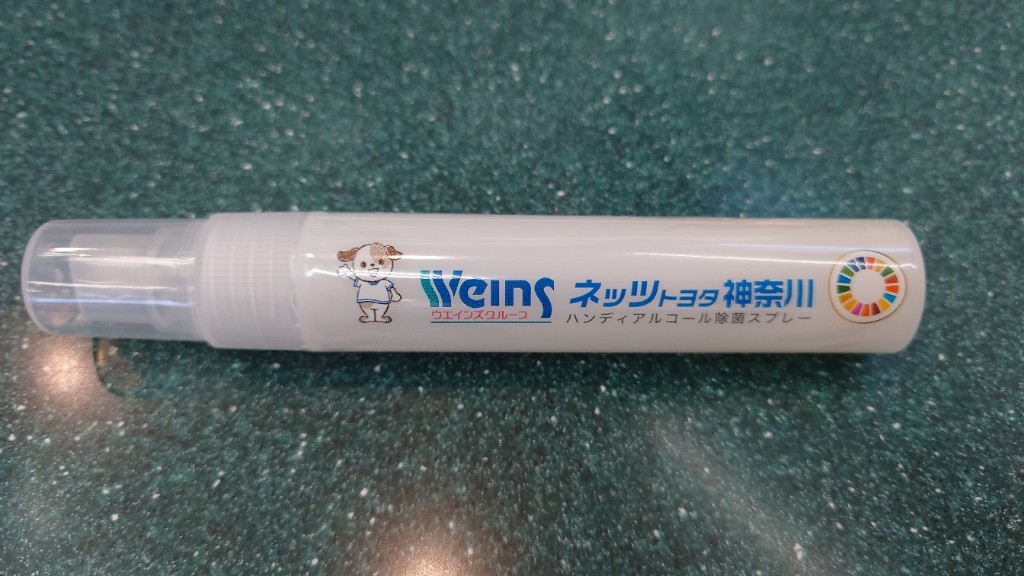 Weins
ウエインズグループ
ネッツトヨタ神奈川
ハンディアルコール除菌スプレー